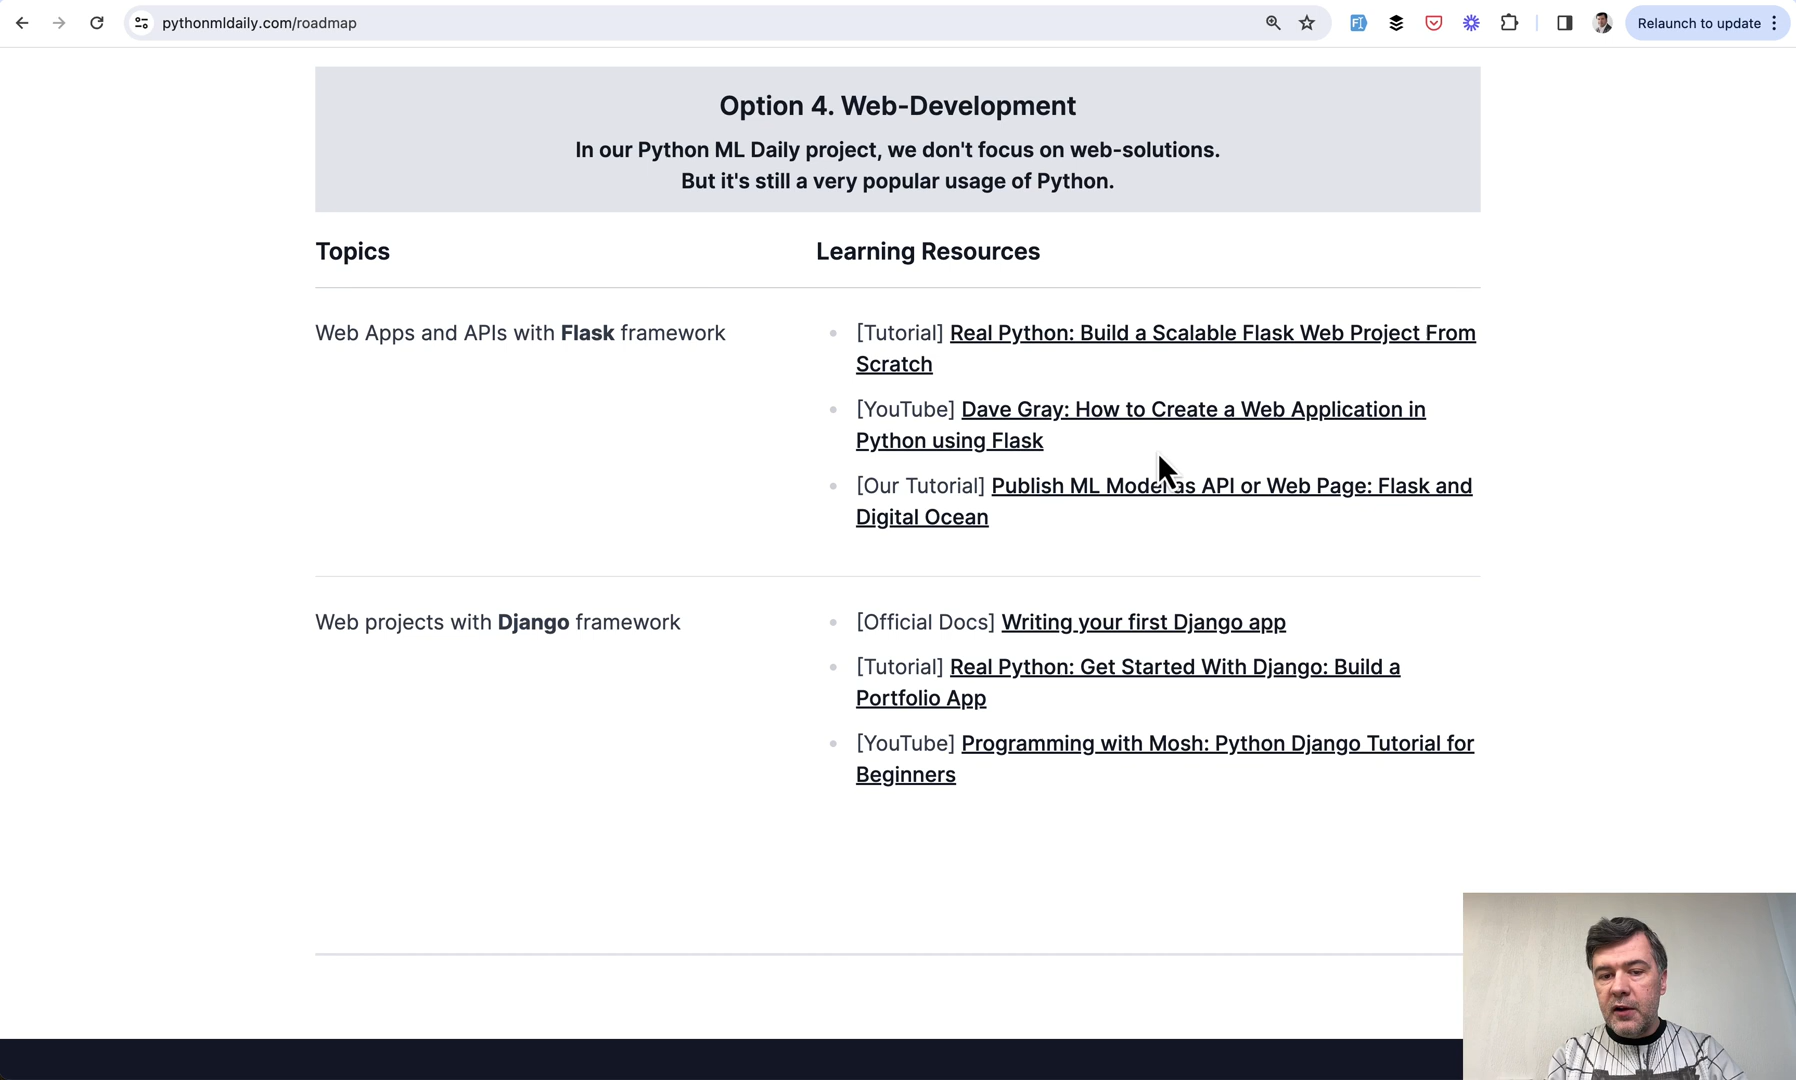 pythonmldaily.com/roadmap
Relaunch to update
Option 4. Web-Development
In our Python ML Daily project, we don't focus on web-solutions.
But it's still a very popular usage of Python.
Topics
Learning Resources
Web Apps and APIs with Flask framework
[Tutorial] Real Python: Build a Scalable Flask Web Project From
Scratch
[YouTube] Dave Gray: How to Create a Web Application in
Python using Flask
[Our Tutorial] Publish ML Model as API or Web Page: Flask and
Digital Ocean
Web projects with Django framework
[Official Docs] Writing your first Django app
[Tutorial] Real Python: Get Started With Django: Build a
Portfolio App
[YouTube] Programming with Mosh: Python Django Tutorial for
Beginners